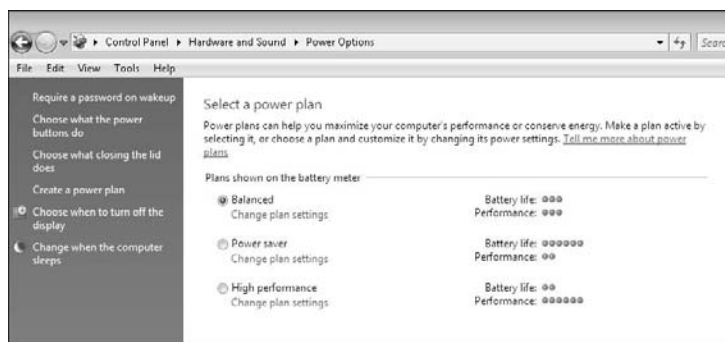 Control Panel ▸ Hardware and Sound ▸ Power Options
Searc
File Edit View Tools Help
Require a password on wakeup
Choose what the power
buttons do
Choose what closing the lid
does
Create a power plan
Choose when to turn off the
display
Change when the computer
sleeps
Select a power plan
Power plans can help you maximize your computer's performance or conserve energy. Make a plan active by
selecting it, or choose a plan and customize it by changing its power settings. Tell me more about power
plans
Plans shown on the battery meter
Balanced Battery life:
Change plan settings Performance:
Power saver Battery life:
Change plan settings Performance:
High performance Battery life:
Change plan settings Performance: